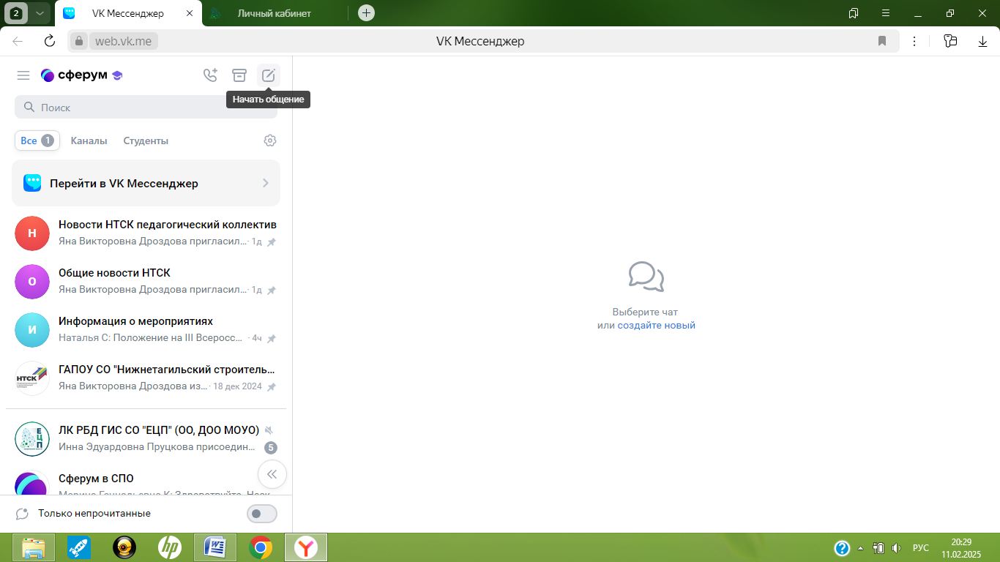 2
VK Мессенджер
Личный кабинет
web.vk.me
VK Мессенджер
сферум
Начать общение
Поиск
Все 1 Каналы Студенты
Перейти в VK Мессенджер
Н
Новости НТСК педагогический коллектив
Яна Викторовна Дроздова пригласил... · 1д
О
Общие новости НТСК
Яна Викторовна Дроздова пригласил... · 1д
И
Информация о мероприятиях
Наталья С: Положение на III Всеросс... · 4ч
НТСК
ГАПОУ СО "Нижнетагильский строитель...
Яна Викторовна Дроздова из... · 18 дек 2024
ЕЦП
ЛК РБД ГИС СО "ЕЦП" (ОО, ДОО МОУО)
Инна Эдуардовна Пруцкова присоедин... 5
Сферум в СПО
Марина Геннадьевна К: Здравствуйте
Только непрочитанные
Выберите чат
или создайте новый
hp
W
Y
?
РУС
20:29
11.02.2025